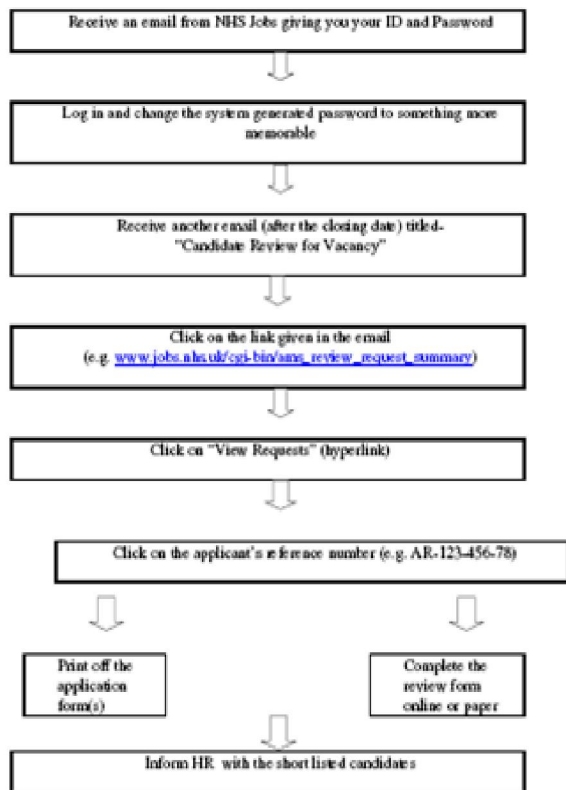 Receive an email from NHS Jobs giving you your ID and Password
Log in and change the system generated password to something more
memorable
Receive another email (after the closing date) titled-
"Candidate Review for Vacancy"
Click on the link given in the email
(e.g. www.jobs.nhs.uk/cgi-bin/ams_review_request_summary)
Click on "View Requests" (hyperlink)
Click on the applicant's reference number (e.g. AR-123-456-78)
Print off the
application
form(s)
Complete the
review form
online or paper
Inform HR with the short listed candidates